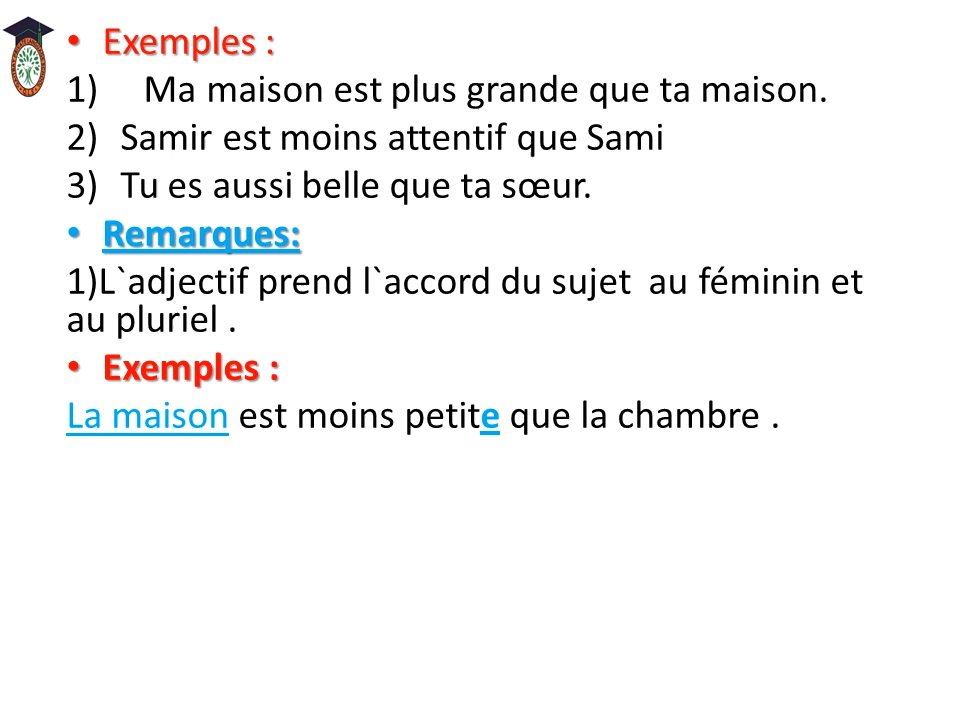 • Exemples :
1) Ma maison est plus grande que ta maison.
2) Samir est moins attentif que Sami
3) Tu es aussi belle que ta sœur.
• Remarques:
1)L`adjectif prend l`accord du sujet au féminin et
au pluriel .
• Exemples :
La maison est moins petite que la chambre .